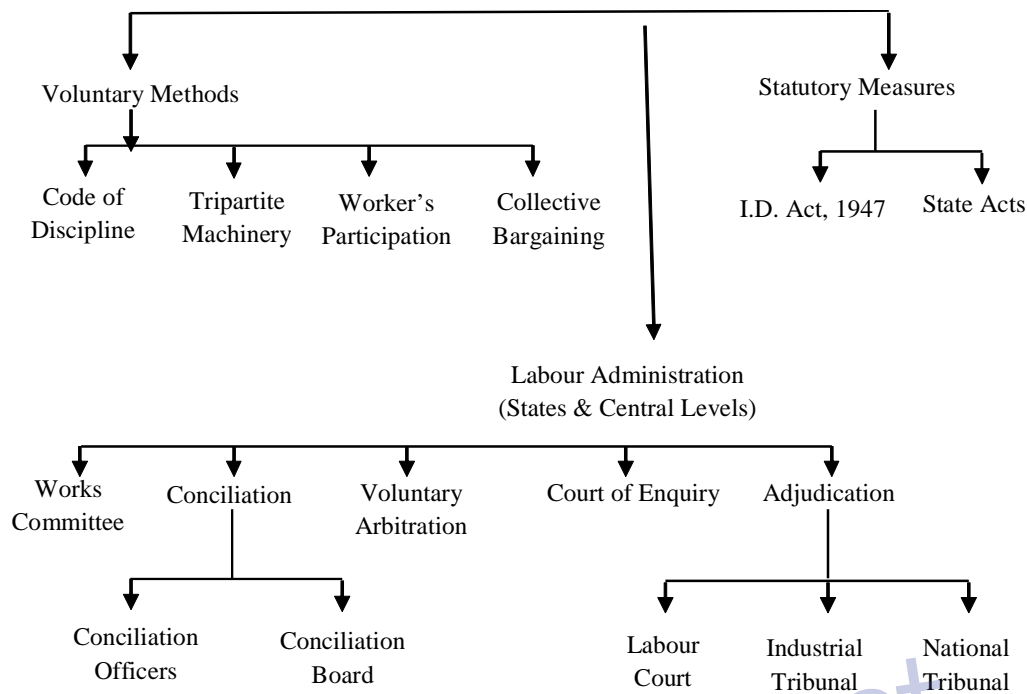 Voluntary Methods
Statutory Measures
Code of
Discipline
Tripartite
Machinery
Worker's
Participation
Collective
Bargaining
I.D. Act, 1947
State Acts
Labour Administration
(States & Central Levels)
Works
Committee
Conciliation
Voluntary
Arbitration
Court of Enquiry
Adjudication
Conciliation
Officers
Conciliation
Board
Labour
Court
Industrial
Tribunal
National
Tribunal